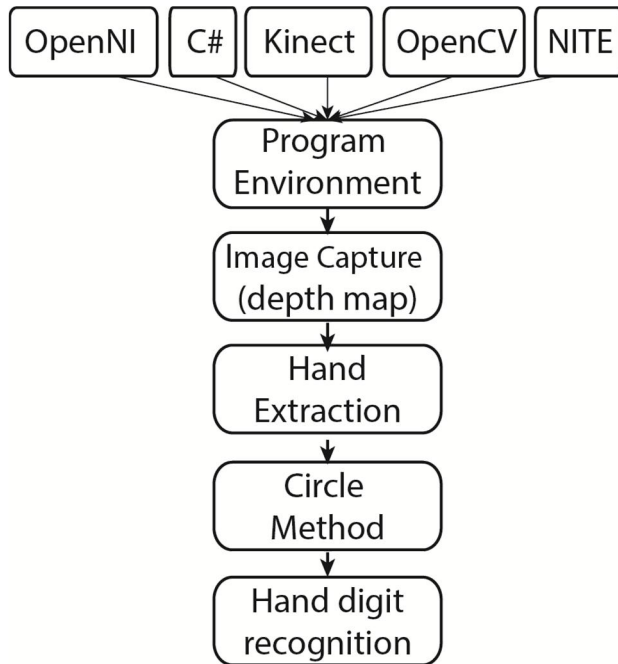 OpenNI C# Kinect OpenCV NITE
Program
Environment
Image Capture
(depth map)
Hand
Extraction
Circle
Method
Hand digit
recognition